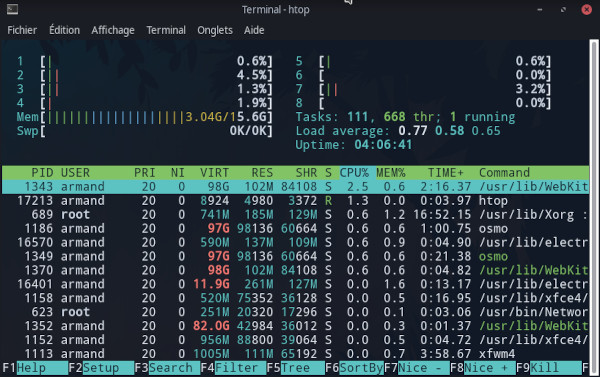 Terminal - htop
Fichier Édition Affichage Terminal Onglets Aide
1 [| 0.6%] 5 [| 0.6%]
2 [|| 4.5%] 6 [ 0.0%]
3 [|| 1.3%] 7 [|| 3.2%]
4 [| 1.9%] 8 [ 0.0%]
Mem[||||||||||||||||||||3.04G/15.6G] Tasks: 111, 668 thr; 1 running
Swp[ 0K/0K] Load average: 0.77 0.58 0.65
Uptime: 04:06:41
PID USER PRI NI VIRT RES SHR S CPU% MEM% TIME+ Command
1343 armand 20 0 98G 102M 84108 S 2.5 0.6 2:16.37 /usr/lib/WebKit
17213 armand 20 0 8924 4980 3372 R 1.3 0.0 0:03.97 htop
689 root 20 0 741M 185M 129M S 0.6 1.2 16:52.15 /usr/lib/Xorg :
1186 armand 20 0 97G 98136 60664 S 0.6 0.6 1:00.75 osmo
16570 armand 20 0 590M 137M 109M S 0.6 0.9 0:04.90 /usr/lib/electr
1349 armand 20 0 97G 98136 60664 S 0.6 0.6 0:21.38 osmo
1370 armand 20 0 98G 102M 84108 S 0.6 0.6 0:04.82 /usr/lib/WebKit
16401 armand 20 0 11.9G 261M 127M S 0.0 1.6 0:13.17 /usr/lib/electr
1158 armand 20 0 520M 75352 36128 S 0.0 0.5 0:16.95 /usr/lib/xfce4/
623 root 20 0 251M 20320 17296 S 0.0 0.1 0:03.06 /usr/bin/Networ
1352 armand 20 0 82.0G 42984 36012 S 0.0 0.3 0:01.37 /usr/lib/WebKit
1152 armand 20 0 956M 88800 39064 S 0.0 0.5 0:04.72 /usr/lib/xfce4/
1113 armand 20 0 1005M 111M 65192 S 0.0 0.7 3:58.67 xfwm4
F1Help F2Setup F3Search F4Filter F5Tree F6SortBy F7Nice - F8Nice + F9Kill F